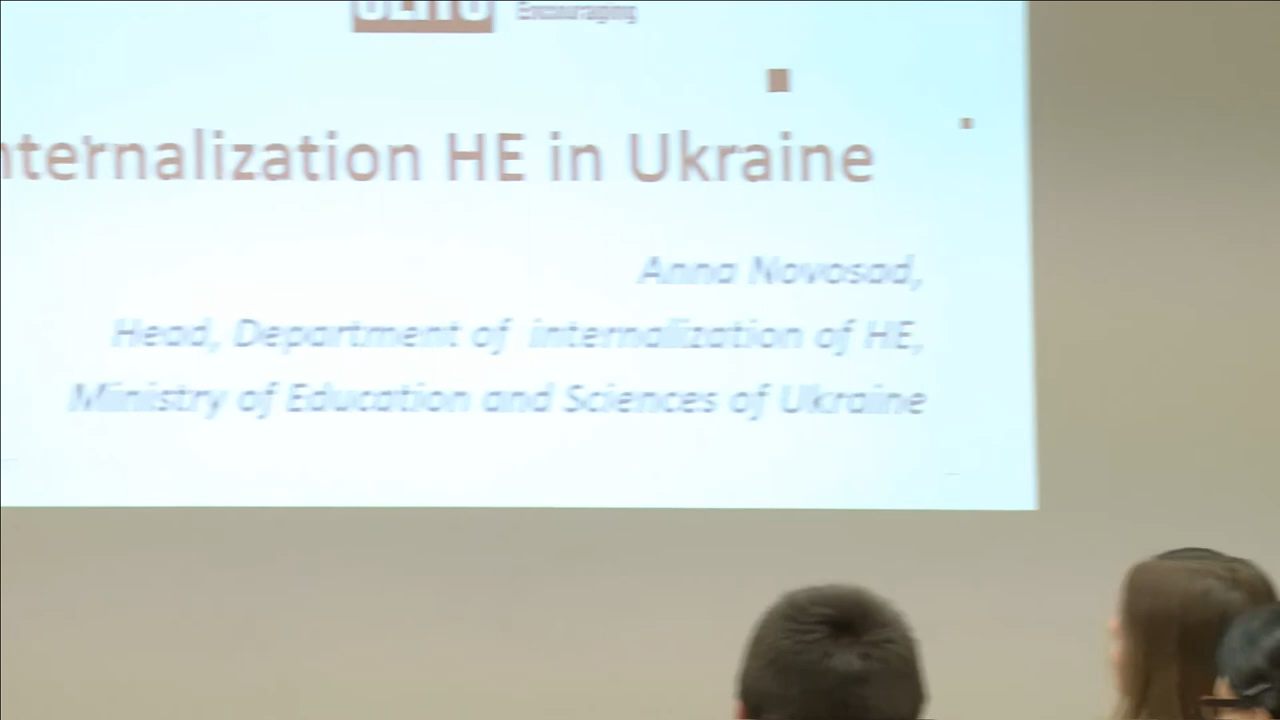 Encouraging
nternalization HE in Ukraine
Anna Novosad,
Head, Department of internalization of HE,
Ministry of Education and Sciences of Ukraine